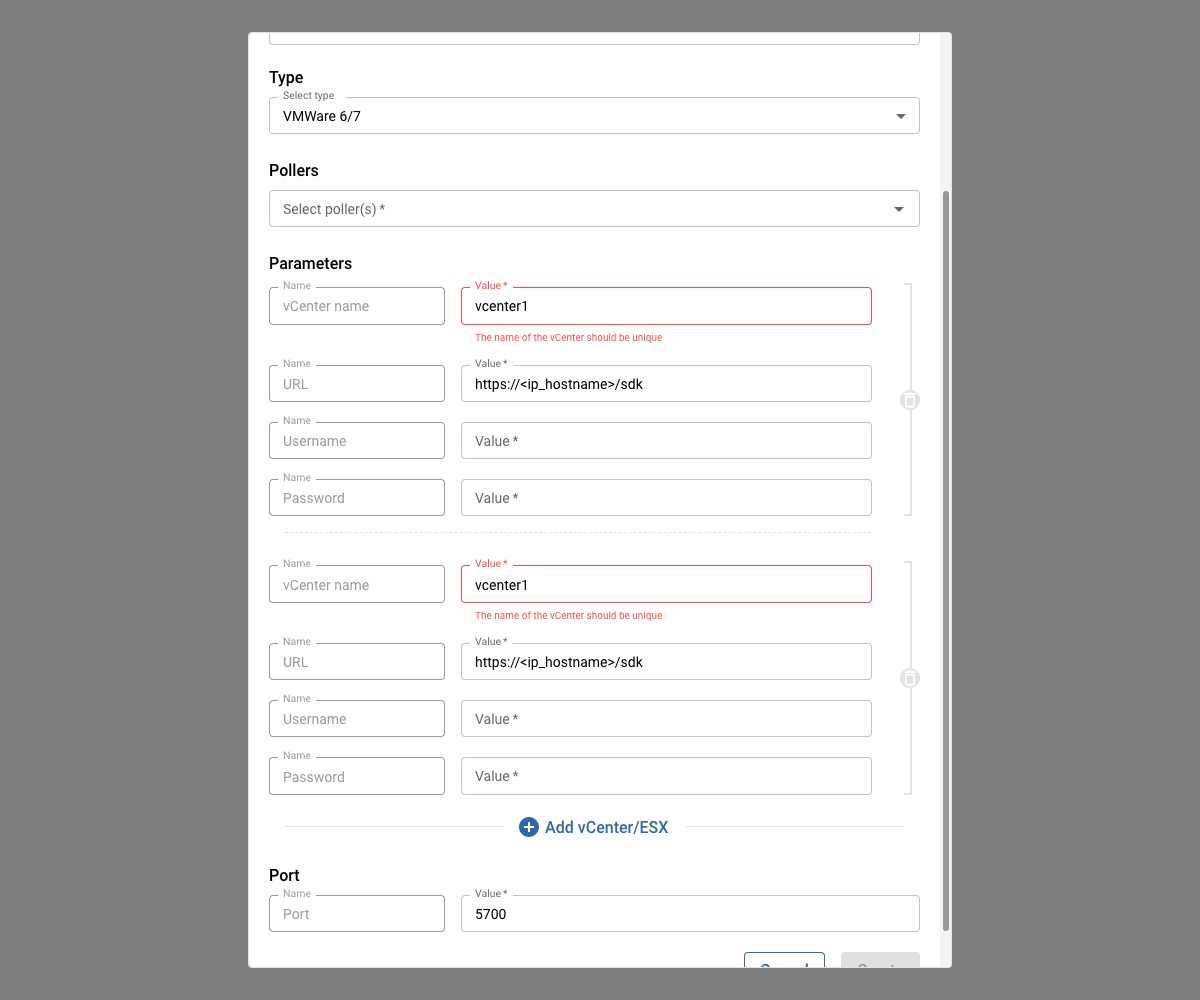 Type
Select type
VMWare 6/7
Pollers
Select poller(s) *
Parameters
Name
Value *
vCenter name
vcenter1
The name of the vCenter should be unique
Name
Value *
URL
https://<ip_hostname>/sdk
Name
Username
Value *
Name
Password
Value *
Name
Value *
vCenter name
vcenter1
The name of the vCenter should be unique
Name
Value *
URL
https://<ip_hostname>/sdk
Name
Username
Value *
Name
Password
Value *
Add vCenter/ESX
Port
Name
Value *
Port
5700